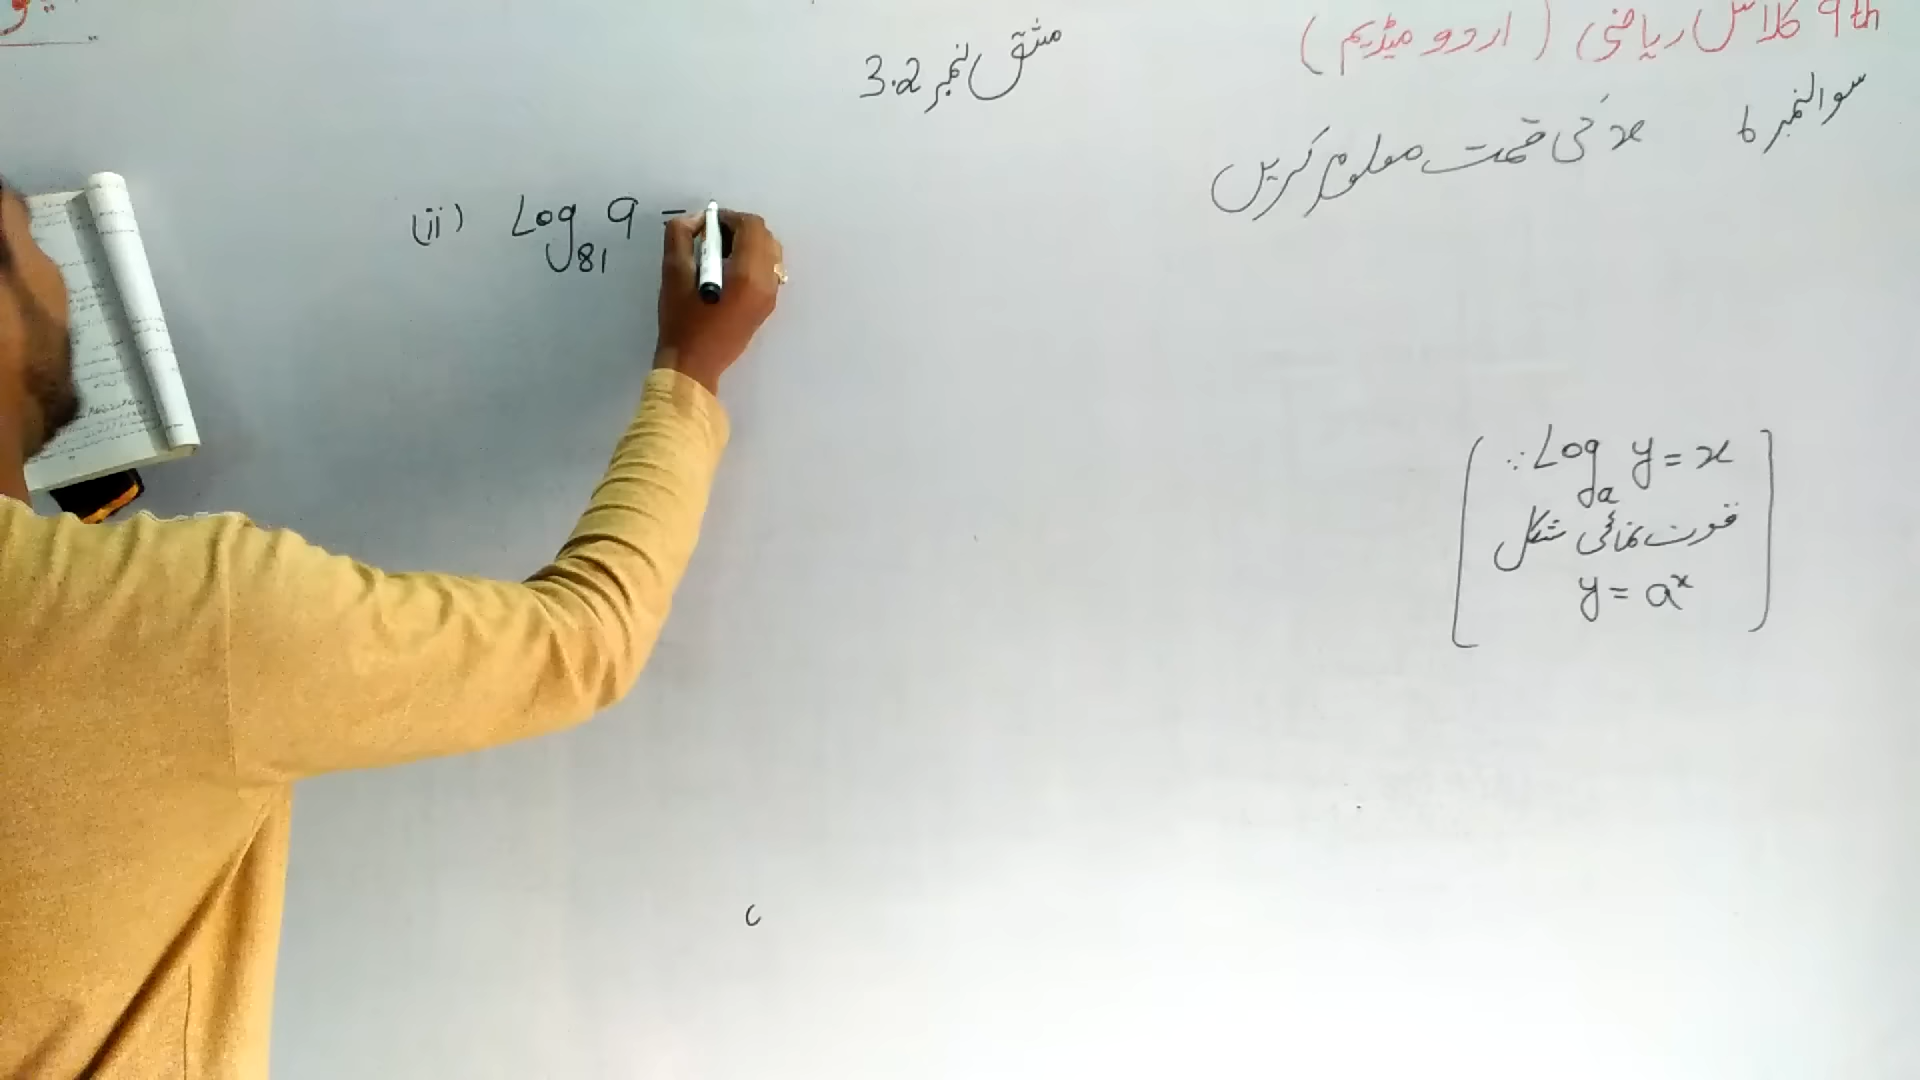 9th کلاس ریاضی (اردو میڈیم)
مشق نمبر 3.2
سوال نمبر 6 x کی قیمت معلوم کریں
(ii) Log₈₁ 9 =
∵ Logₐ y = x
قوت نمائی شکل
y = aˣ